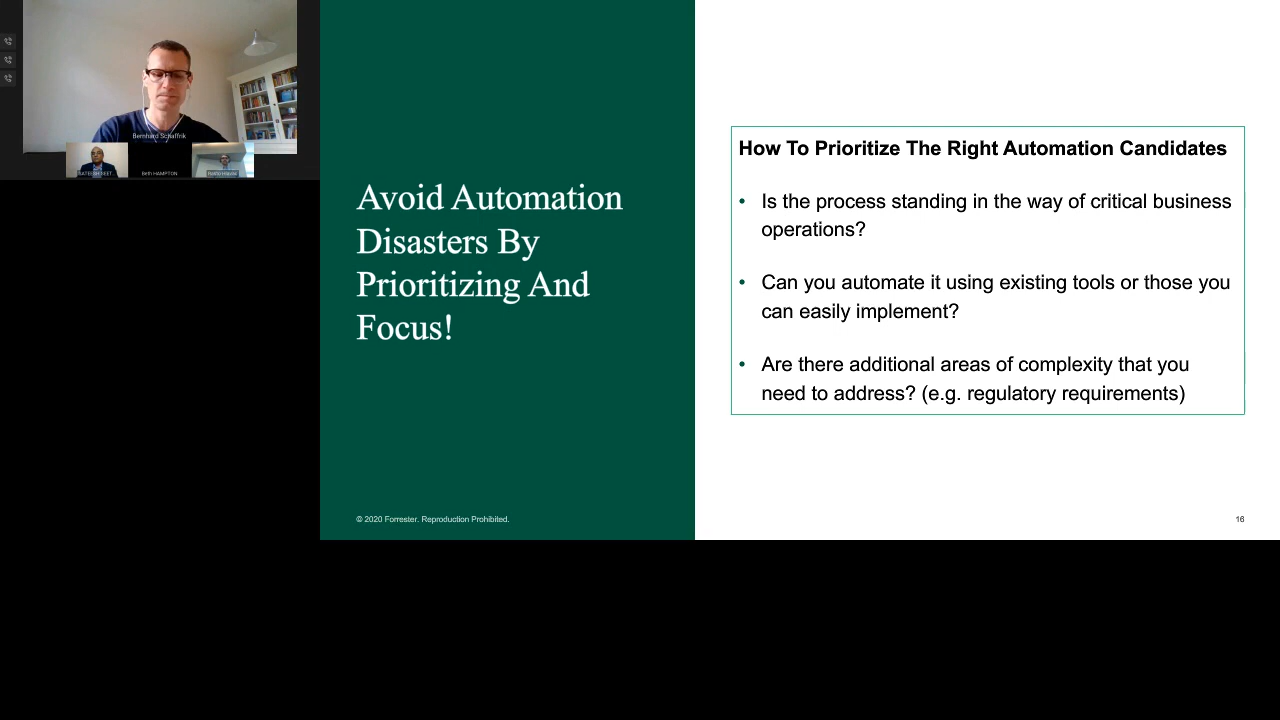 Bernhard Schaffrik
Beth HAMPTON
Avoid Automation
Disasters By
Prioritizing And
Focus!
© 2020 Forrester. Reproduction Prohibited.
How To Prioritize The Right Automation Candidates
• Is the process standing in the way of critical business
operations?
• Can you automate it using existing tools or those you
can easily implement?
• Are there additional areas of complexity that you
need to address? (e.g. regulatory requirements)
16